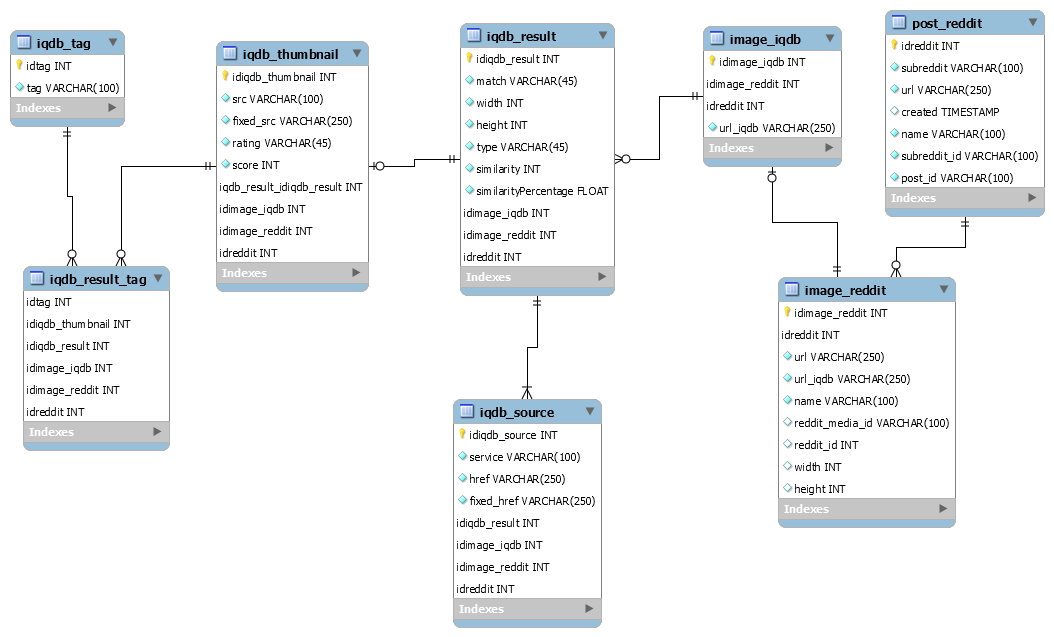 iqdb_tag
idtag INT
tag VARCHAR(100)
Indexes
iqdb_thumbnail
idiqdb_thumbnail INT
src VARCHAR(100)
fixed_src VARCHAR(250)
rating VARCHAR(45)
score INT
iqdb_result_idiqdb_result INT
idimage_iqdb INT
idimage_reddit INT
idreddit INT
Indexes
iqdb_result
idiqdb_result INT
match VARCHAR(45)
width INT
height INT
type VARCHAR(45)
similarity INT
similarityPercentage FLOAT
idimage_iqdb INT
idimage_reddit INT
idreddit INT
Indexes
image_iqdb
idimage_iqdb INT
idimage_reddit INT
idreddit INT
url_iqdb VARCHAR(250)
Indexes
post_reddit
idreddit INT
subreddit VARCHAR(100)
url VARCHAR(250)
created TIMESTAMP
name VARCHAR(100)
subreddit_id VARCHAR(100)
post_id VARCHAR(100)
Indexes
iqdb_result_tag
idtag INT
idiqdb_thumbnail INT
idiqdb_result INT
idimage_iqdb INT
idimage_reddit INT
idreddit INT
Indexes
iqdb_source
idiqdb_source INT
service VARCHAR(100)
href VARCHAR(250)
fixed_href VARCHAR(250)
idiqdb_result INT
idimage_iqdb INT
idimage_reddit INT
idreddit INT
Indexes
image_reddit
idimage_reddit INT
idreddit INT
url VARCHAR(250)
url_iqdb VARCHAR(250)
name VARCHAR(100)
reddit_media_id VARCHAR(100)
reddit_id INT
width INT
height INT
Indexes